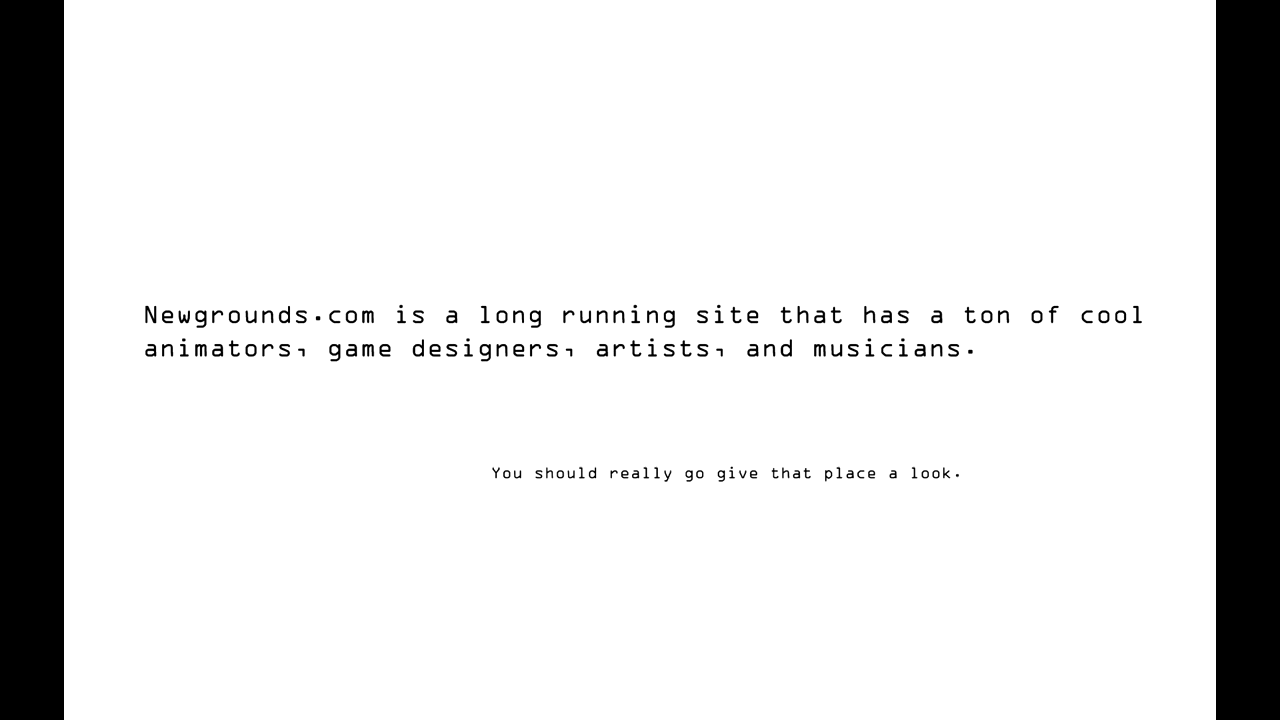 Newgrounds.com is a long running site that has a ton of cool
animators, game designers, artists, and musicians.
You should really go give that place a look.